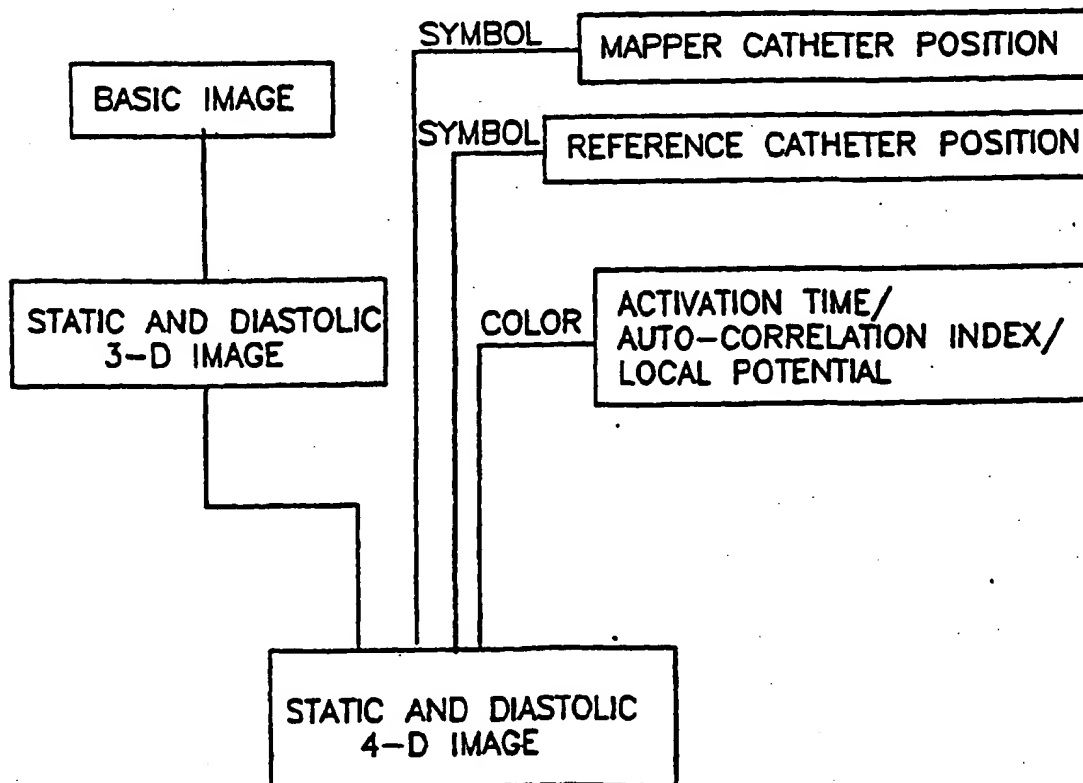 SYMBOL
MAPPER CATHETER POSITION
BASIC IMAGE
SYMBOL
REFERENCE CATHETER POSITION
STATIC AND DIASTOLIC
3-D IMAGE
COLOR
ACTIVATION TIME/
AUTO-CORRELATION INDEX/
LOCAL POTENTIAL
STATIC AND DIASTOLIC
4-D IMAGE